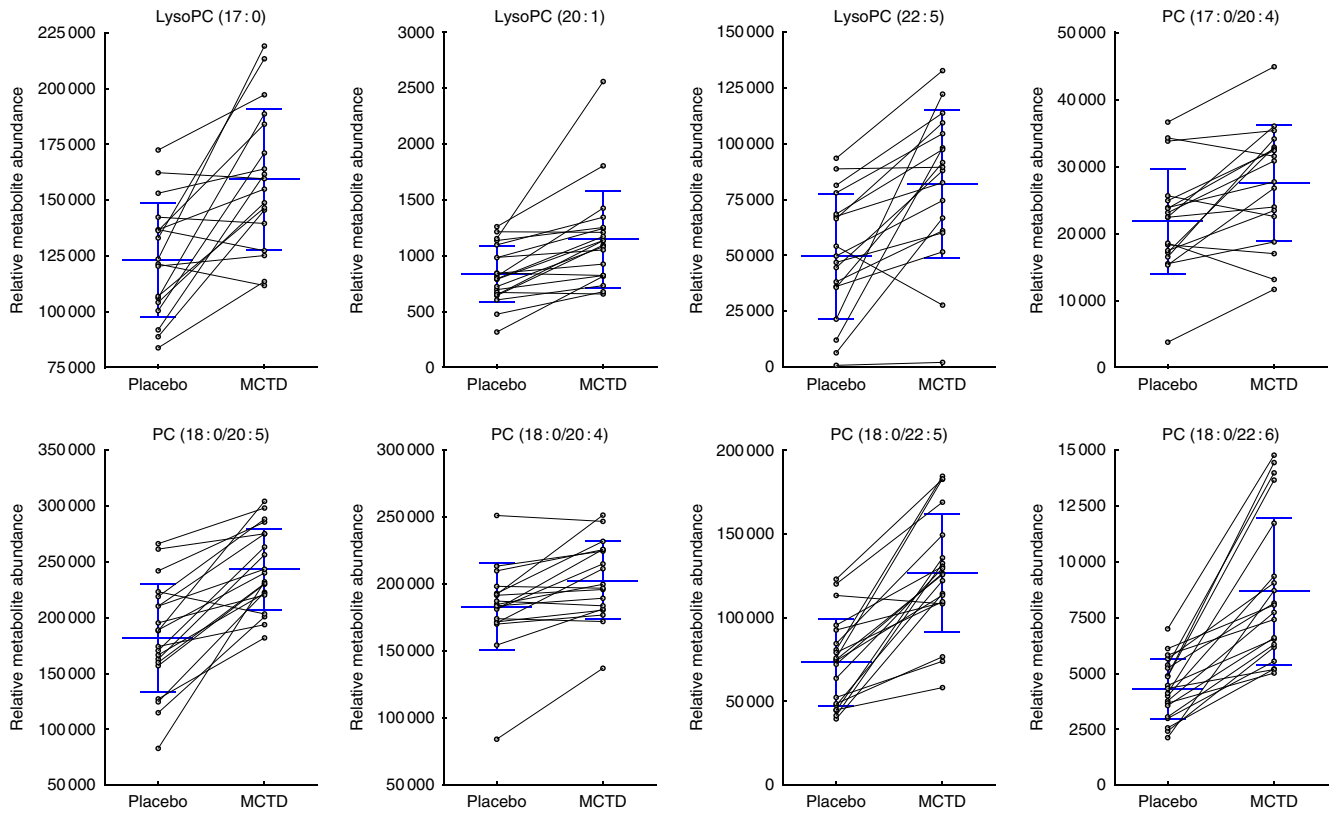 LysoPC (17:0)
Relative metabolite abundance
225 000
200 000
175 000
150 000
125 000
100 000
75 000
Placebo MCTD
LysoPC (20:1)
Relative metabolite abundance
3000
2500
2000
1500
1000
500
0
Placebo MCTD
LysoPC (22:5)
Relative metabolite abundance
150 000
125 000
100 000
75 000
50 000
25 000
0
Placebo MCTD
PC (17:0/20:4)
Relative metabolite abundance
50 000
40 000
30 000
20 000
10 000
0
Placebo MCTD
PC (18:0/20:5)
Relative metabolite abundance
350 000
300 000
250 000
200 000
150 000
100 000
50 000
Placebo MCTD
PC (18:0/20:4)
Relative metabolite abundance
300 000
250 000
200 000
150 000
100 000
50 000
Placebo MCTD
PC (18:0/22:5)
Relative metabolite abundance
200 000
150 000
100 000
50 000
0
Placebo MCTD
PC (18:0/22:6)
Relative metabolite abundance
15 000
12 500
10 000
7500
5000
2500
0
Placebo MCTD